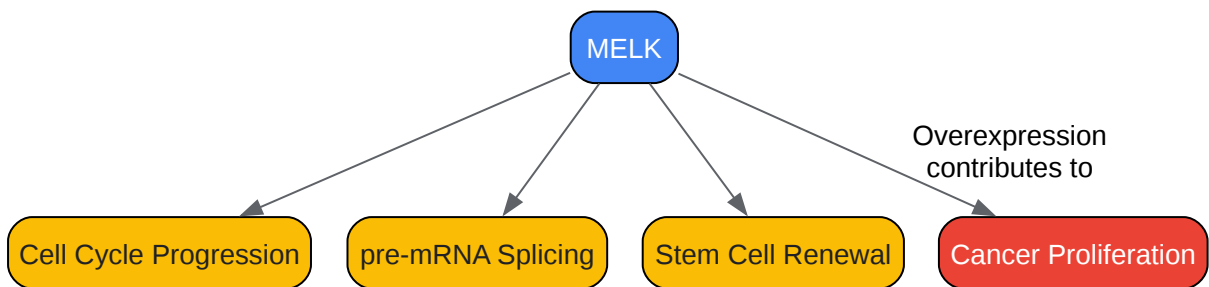 MELK
Overexpression
contributes to
Cell Cycle Progression
pre-mRNA Splicing
Stem Cell Renewal
Cancer Proliferation